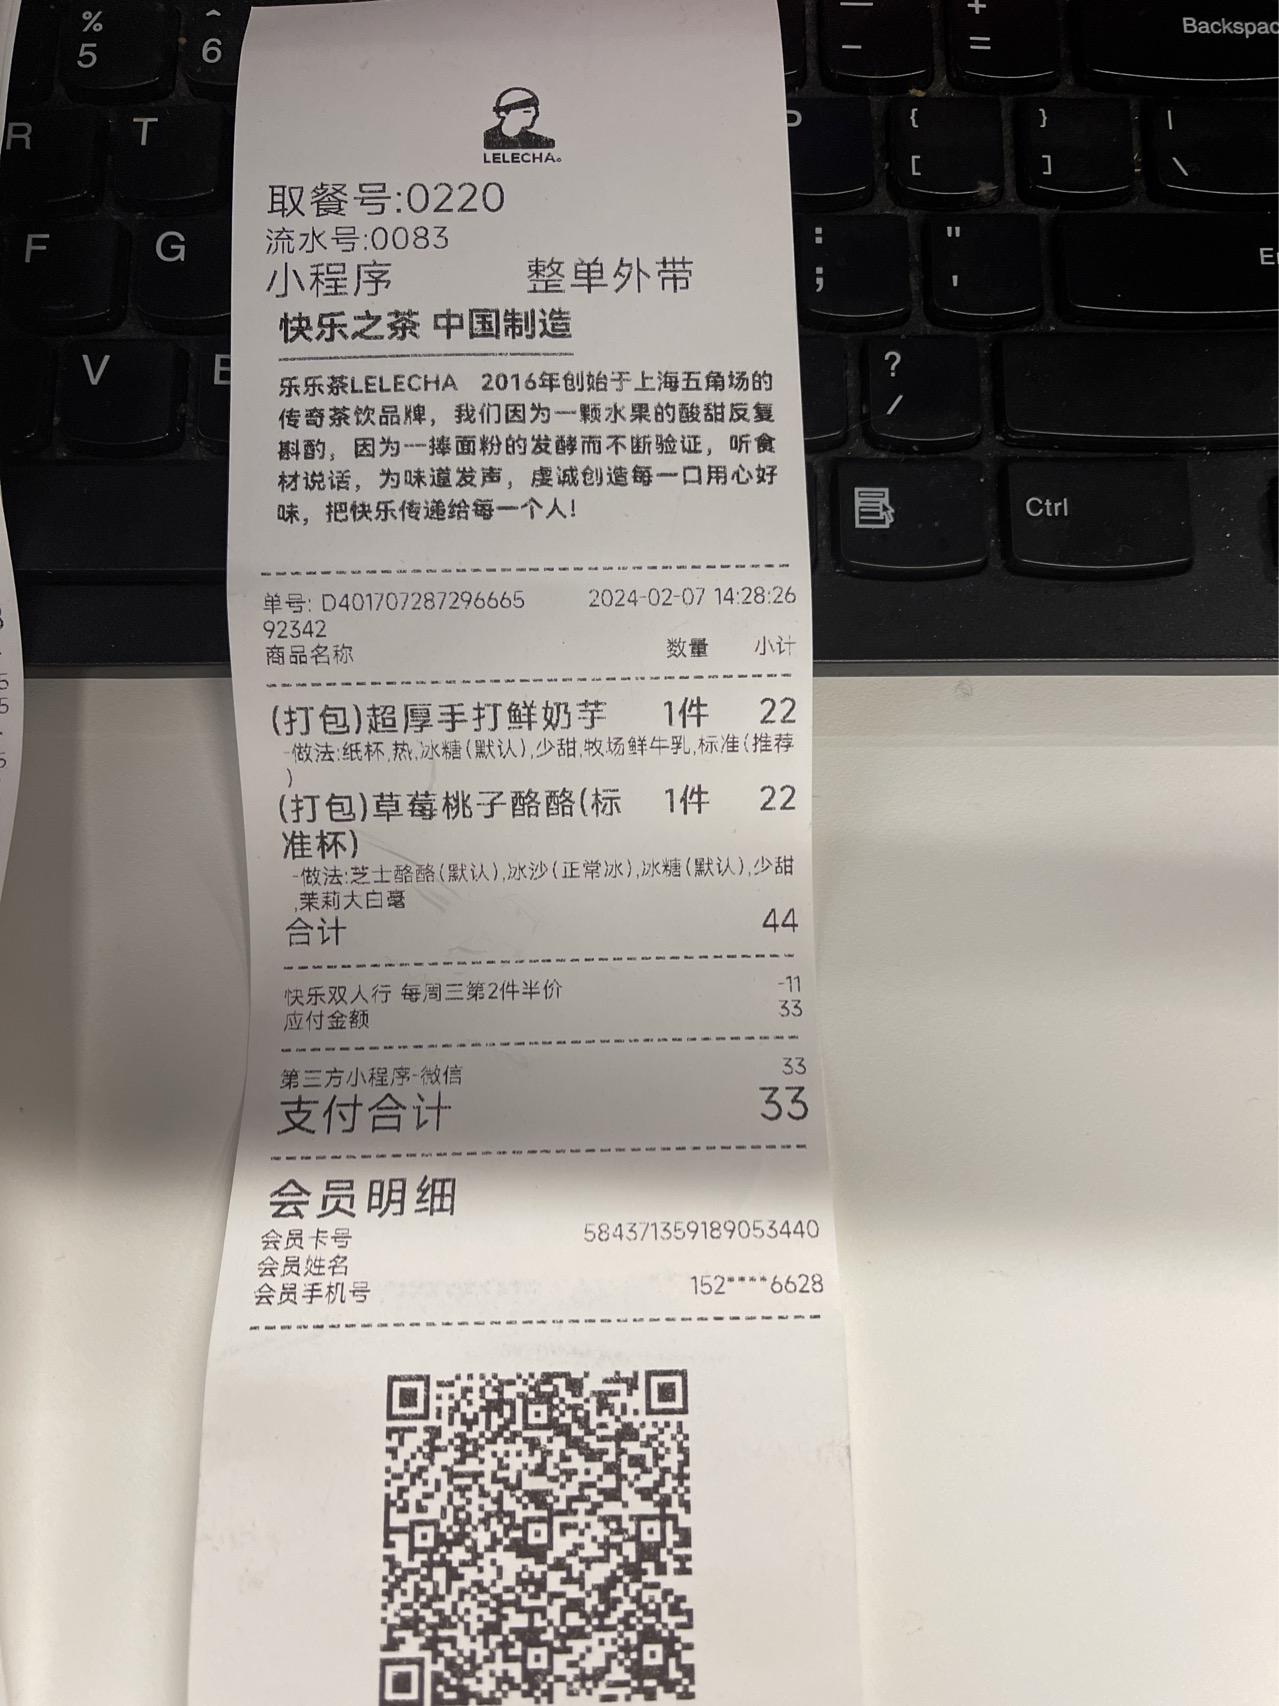 %
5
^
6
—
-
+
=
Backspac
R
T
P
{
[
}
]
|
\
F
G
:
;
"
'
V
?
/
Ctrl
LELECHA
取餐号:0220
流水号:0083
小程序 整单外带
快乐之茶 中国制造
乐乐茶LELECHA 2016年创始于上海五角场的
传奇茶饮品牌，我们因为一颗水果的酸甜反复
斟酌，因为一捧面粉的发酵而不断验证，听食
材说话，为味道发声，虔诚创造每一口用心好
味，把快乐传递给每一个人!
单号: D401707287296665 2024-02-07 14:28:26
92342
商品名称 数量 小计
(打包)超厚手打鲜奶芋 1件 22
-做法:纸杯,热,冰糖(默认),少甜,牧场鲜牛乳,标准(推荐
)
(打包)草莓桃子酪酪(标 1件 22
准杯)
-做法:芝士酪酪(默认),冰沙(正常冰),冰糖(默认),少甜
,茉莉大白毫
合计 44
快乐双人行 每周三第2件半价 -11
应付金额 33
第三方小程序-微信 33
支付合计 33
会员明细
会员卡号 584371359189053440
会员姓名
会员手机号 152****6628